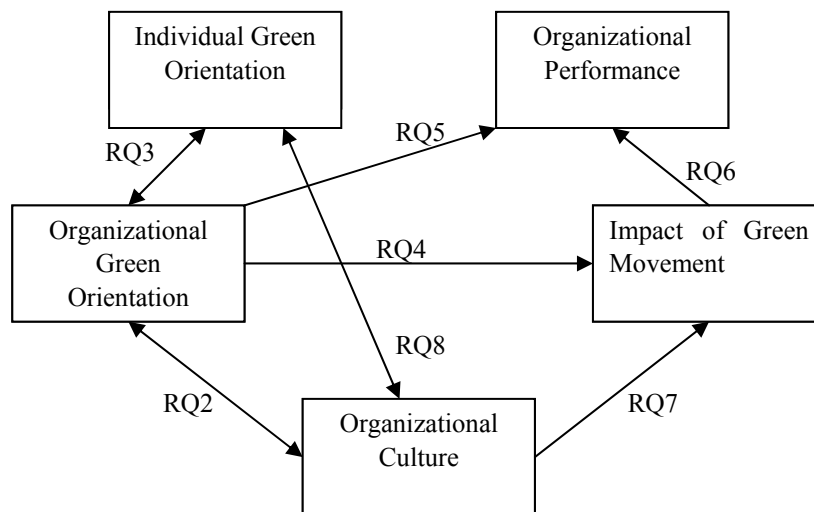 Individual Green
Orientation
Organizational
Performance
RQ3
RQ5
RQ6
Organizational
Green
Orientation
RQ4
Impact of Green
Movement
RQ8
RQ2
RQ7
Organizational
Culture